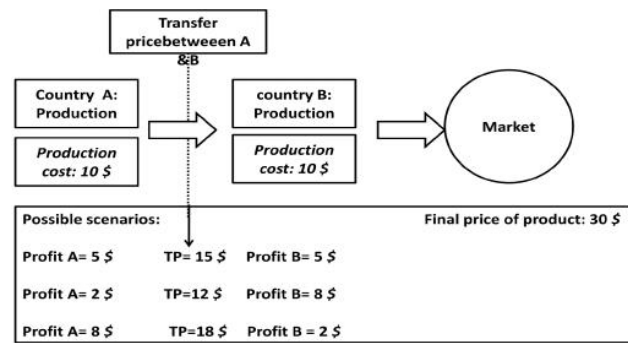 Transfer
pricebetweeen A
&B
Country A:
Production
country B:
Production
Market
Production
cost: 10 $
Production
cost: 10 $
Possible scenarios:
Final price of product: 30 $
Profit A= 5 $ TP= 15 $ Profit B= 5 $
Profit A= 2 $ TP=12 $ Profit B= 8 $
Profit A= 8 $ TP=18 $ Profit B = 2 $